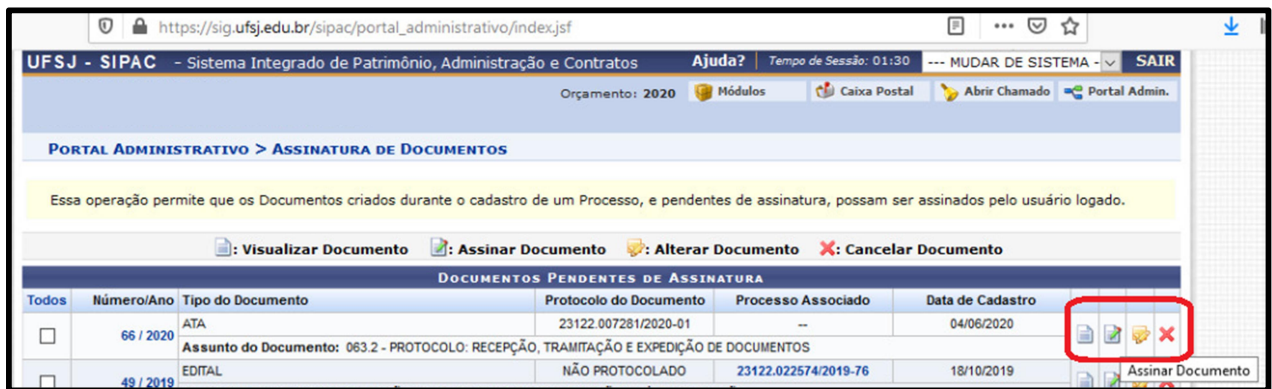 https://sig.ufsj.edu.br/sipac/portal_administrativo/index.jsf
UFSJ - SIPAC - Sistema Integrado de Patrimônio, Administração e Contratos Ajuda? Tempo de Sessão: 01:30 --- MUDAR DE SISTEMA - SAIR
Orçamento: 2020 Módulos Caixa Postal Abrir Chamado Portal Admin.
PORTAL ADMINISTRATIVO > ASSINATURA DE DOCUMENTOS
Essa operação permite que os Documentos criados durante o cadastro de um Processo, e pendentes de assinatura, possam ser assinados pelo usuário logado.
: Visualizar Documento : Assinar Documento : Alterar Documento : Cancelar Documento
DOCUMENTOS PENDENTES DE ASSINATURA
Todos Número/Ano Tipo do Documento Protocolo do Documento Processo Associado Data de Cadastro
66 / 2020 ATA 23122.007281/2020-01 -- 04/06/2020
Assunto do Documento: 063.2 - PROTOCOLO: RECEPÇÃO, TRAMITAÇÃO E EXPEDIÇÃO DE DOCUMENTOS
49 / 2019 EDITAL NÃO PROTOCOLADO 23122.022574/2019-76 18/10/2019
Assinar Documento